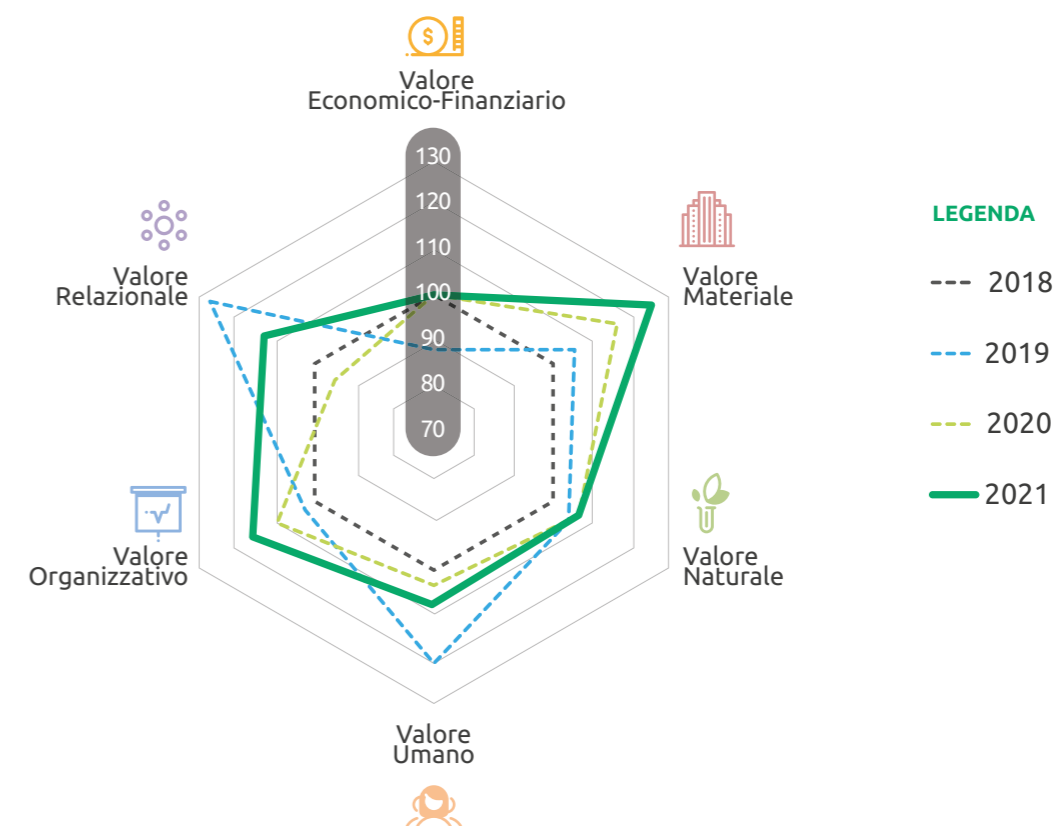 $
Valore
Economico-Finanziario
130
120
110
100
90
80
70
Valore
Materiale
Valore
Naturale
Valore
Umano
Valore
Organizzativo
Valore
Relazionale
LEGENDA
2018
2019
2020
2021